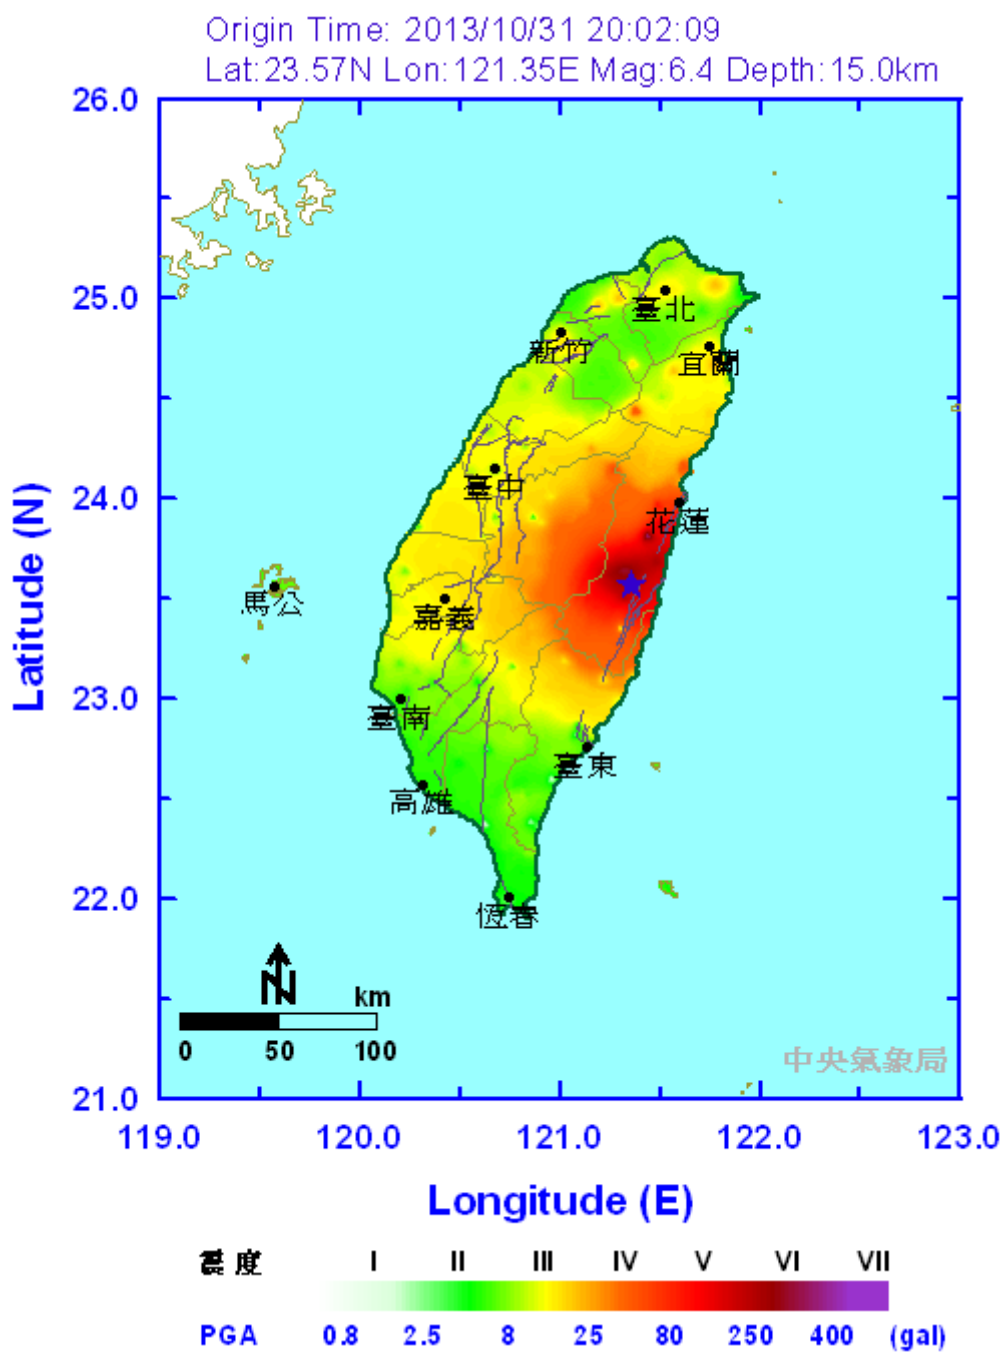 Origin Time: 2013/10/31 20:02:09
Lat:23.57N Lon:121.35E Mag:6.4 Depth:15.0km
26.0
25.0
24.0
23.0
22.0
21.0
Latitude (N)
臺北
新竹
宜蘭
臺中
花蓮
馬公
嘉義
臺南
臺東
高雄
恆春
N
km
0 50 100
中央氣象局
119.0 120.0 121.0 122.0 123.0
Longitude (E)
震度 I II III IV V VI VII
PGA 0.8 2.5 8 25 80 250 400 (gal)